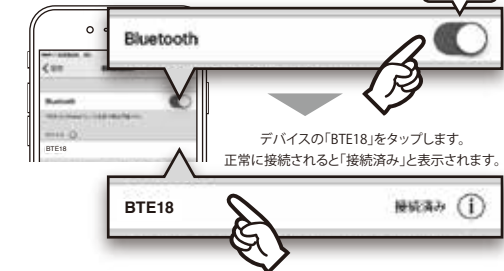 Bluetooth
Bluetooth
BTE18
デバイスの「BTE18」をタップします。
正常に接続されると「接続済み」と表示されます。
BTE18 接続済み